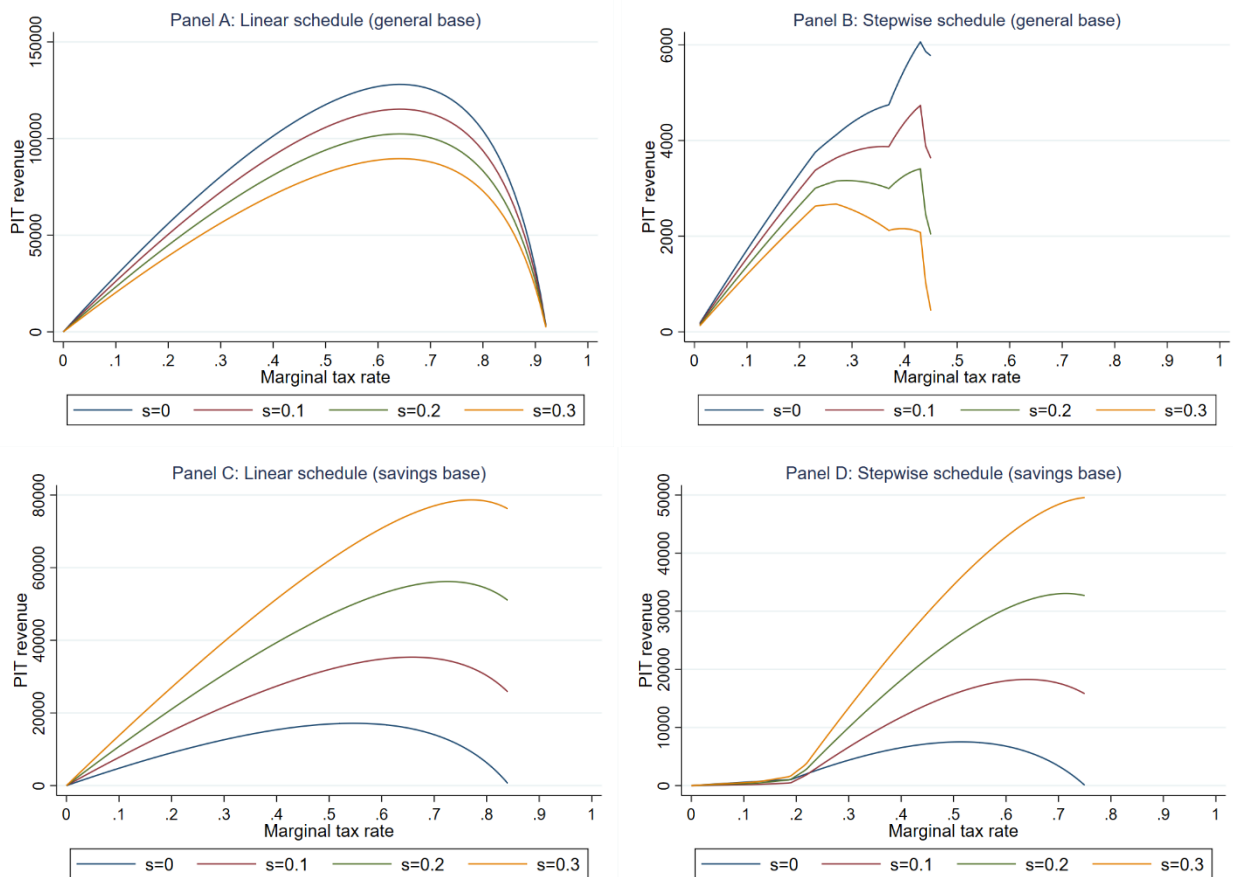 Panel A: Linear schedule (general base)
PIT revenue
150000
100000
50000
0
0 .1 .2 .3 .4 .5 .6 .7 .8 .9 1
Marginal tax rate
s=0 s=0.1 s=0.2 s=0.3
Panel B: Stepwise schedule (general base)
PIT revenue
6000
4000
2000
0
0 .1 .2 .3 .4 .5 .6 .7 .8 .9 1
Marginal tax rate
s=0 s=0.1 s=0.2 s=0.3
Panel C: Linear schedule (savings base)
PIT revenue
80000
60000
40000
20000
0
0 .1 .2 .3 .4 .5 .6 .7 .8 .9 1
Marginal tax rate
s=0 s=0.1 s=0.2 s=0.3
Panel D: Stepwise schedule (savings base)
PIT revenue
50000
40000
30000
20000
10000
0
0 .1 .2 .3 .4 .5 .6 .7 .8 .9 1
Marginal tax rate
s=0 s=0.1 s=0.2 s=0.3